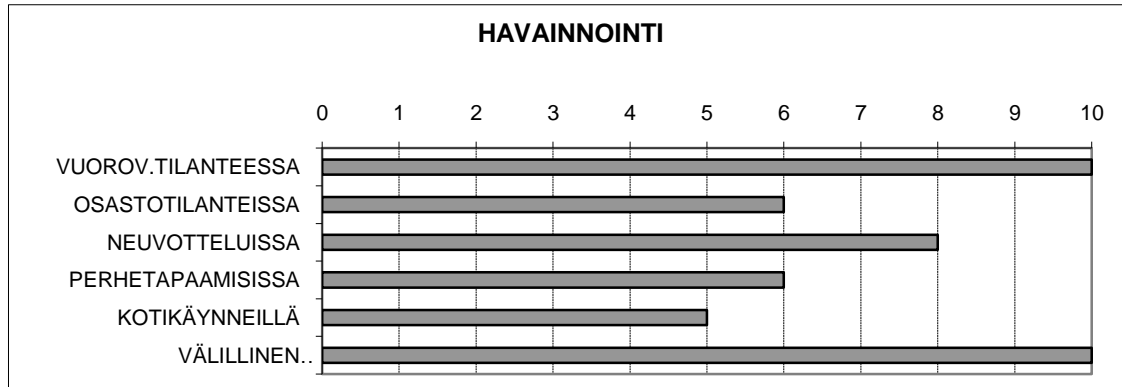 HAVAINNOINTI
0 1 2 3 4 5 6 7 8 9 10
VUOROV.TILANTEESSA
OSASTOTILANTEISSA
NEUVOTTELUISSA
PERHETAPAAMISISSA
KOTIKÄYNNEILLÄ
VÄLILLINEN..